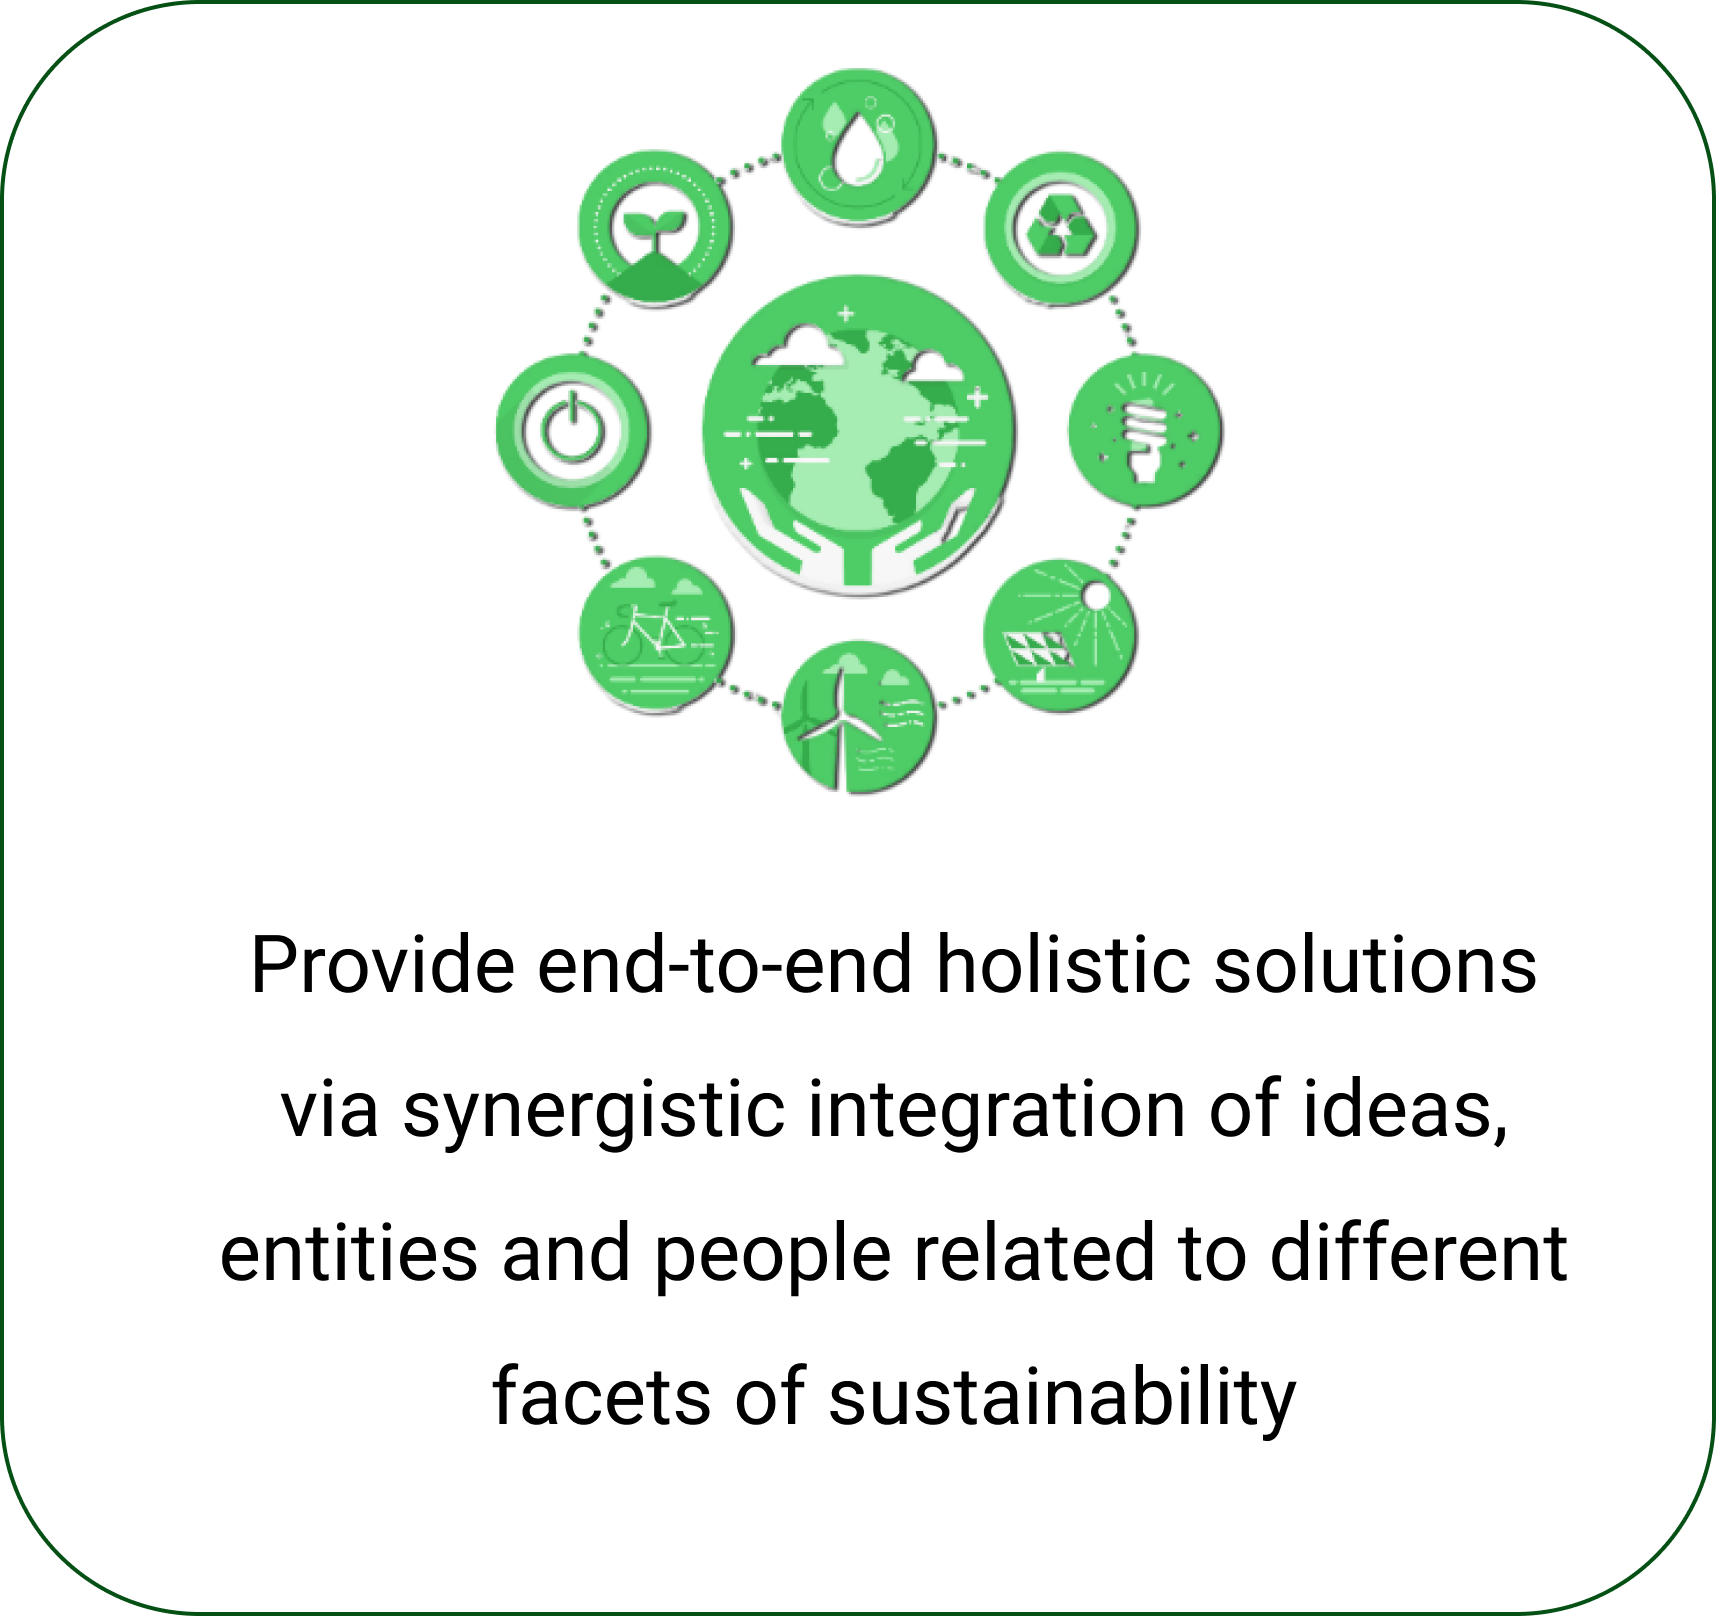 Provide end-to-end holistic solutions
via synergistic integration of ideas,
entities and people related to different
facets of sustainability